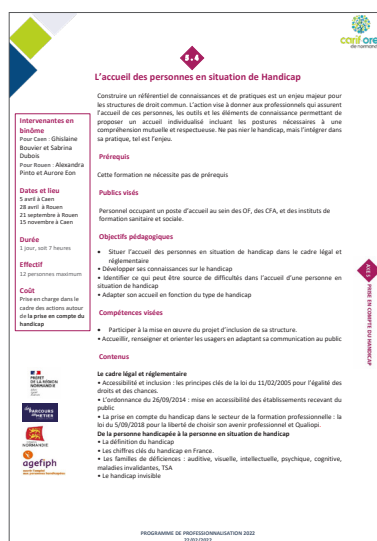 carif-oref
de normandie
5.4
L'accueil des personnes en situation de Handicap
Construire un référentiel de connaissances et de pratiques est un enjeu majeur pour
les structures de droit commun. L'action vise à donner aux professionnels qui assurent
l'accueil de ces personnes, les outils et les éléments de connaissance permettant de
proposer un accueil individualisé incluant les postures nécessaires à une
compréhension mutuelle et respectueuse. Ne pas nier le handicap, mais l'intégrer dans
sa pratique, tel est l'enjeu.
Prérequis
Cette formation ne nécessite pas de prérequis
Publics visés
Personnel occupant un poste d'accueil au sein des OF, des CFA, et des instituts de
formation sanitaire et sociale.
Objectifs pédagogiques
• Situer l'accueil des personnes en situation de handicap dans le cadre légal et
réglementaire
• Développer ses connaissances sur le handicap
• Identifier ce qui peut être source de difficultés dans l'accueil d'une personne en
situation de handicap
• Adapter son accueil en fonction du type de handicap
Compétences visées
• Participer à la mise en œuvre du projet d'inclusion de sa structure.
• Accueillir, renseigner et orienter les usagers en adaptant sa communication au public
Contenus
Le cadre légal et réglementaire
• Accessibilité et inclusion : les principes clés de la loi du 11/02/2005 pour l'égalité des
droits et des chances.
• L'ordonnance du 26/09/2014 : mise en accessibilité des établissements recevant du
public
• La prise en compte du handicap dans le secteur de la formation professionnelle : la
loi du 5/09/2018 pour la liberté de choisir son avenir professionnel et Qualiopi.
De la personne handicapée à la personne en situation de handicap
• La définition du handicap
• Les chiffres clés du handicap en France.
• Les familles de déficiences : auditive, visuelle, intellectuelle, psychique, cognitive,
maladies invalidantes, TSA
• Le handicap invisible
Intervenantes en
binôme
Pour Caen : Ghislaine
Bouvier et Sabrina
Dubois
Pour Rouen : Alexandra
Pinto et Aurore Eon
Dates et lieu
5 avril à Caen
28 avril à Rouen
21 septembre à Rouen
15 novembre à Caen
Durée
1 jour, soit 7 heures
Effectif
12 personnes maximum
Coût
Prise en charge dans le
cadre des actions autour
de la prise en compte du
handicap
PRÉFET
DE LA RÉGION
NORMANDIE
PARCOURS
METIER
NORMANDIE
agefiph
AXE 5 PRISE EN COMPTE DU HANDICAP
PROGRAMME DE PROFESSIONNALISATION 2022
22/02/2022